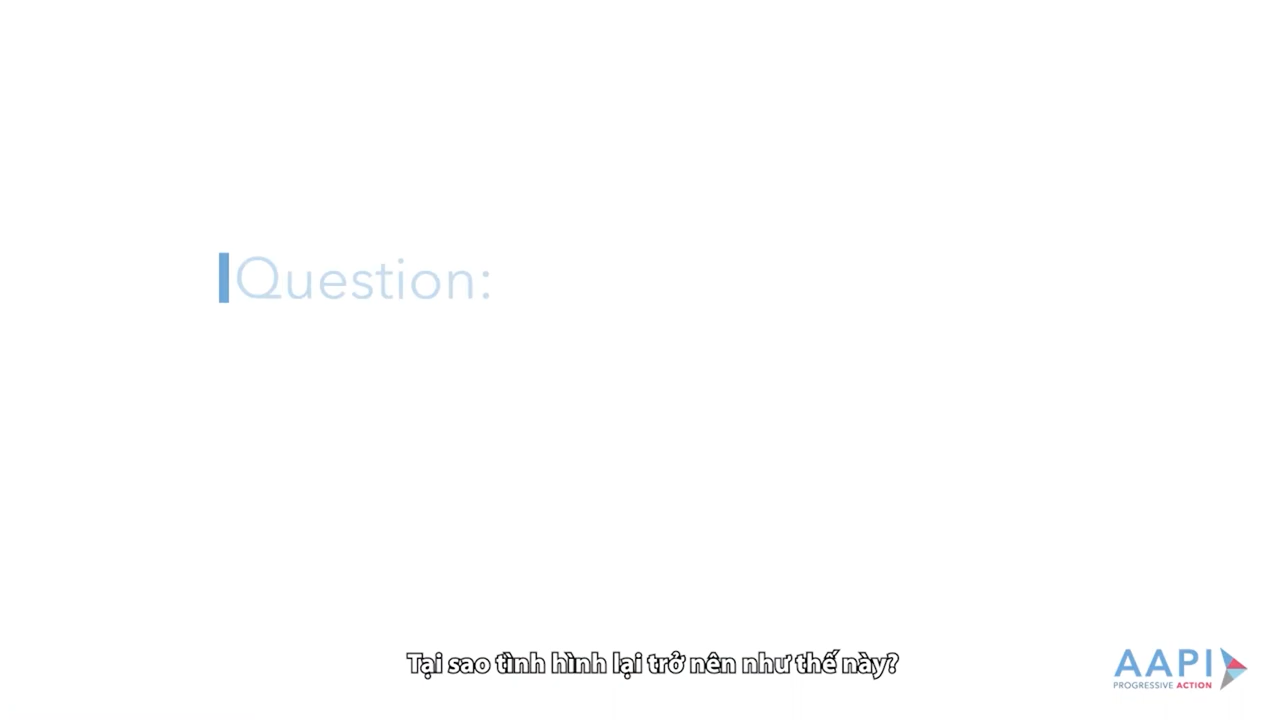 Question:
Tại sao tình hình lại trở nên như thế này?
AAPI
PROGRESSIVE ACTION